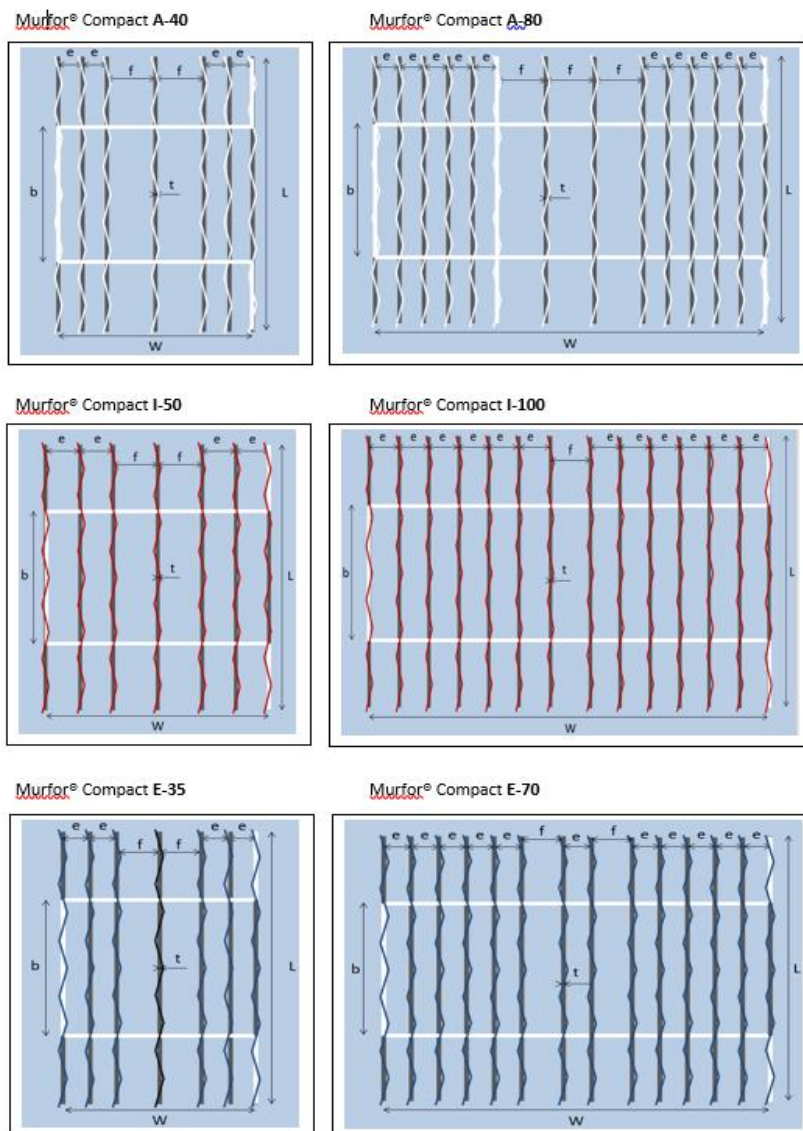 Murfor® Compact A-40
Murfor® Compact A-80
e e f f e e
b t L
W
e e e e e f f f e e e e e
b t L
W
Murfor® Compact I-50
Murfor® Compact I-100
e e f f e e
b t L
W
e e e e e e f e e e e e e
b t L
W
Murfor® Compact E-35
Murfor® Compact E-70
e e f f e e
b t L
W
e e e e e f e f e e e e e
b t L
W